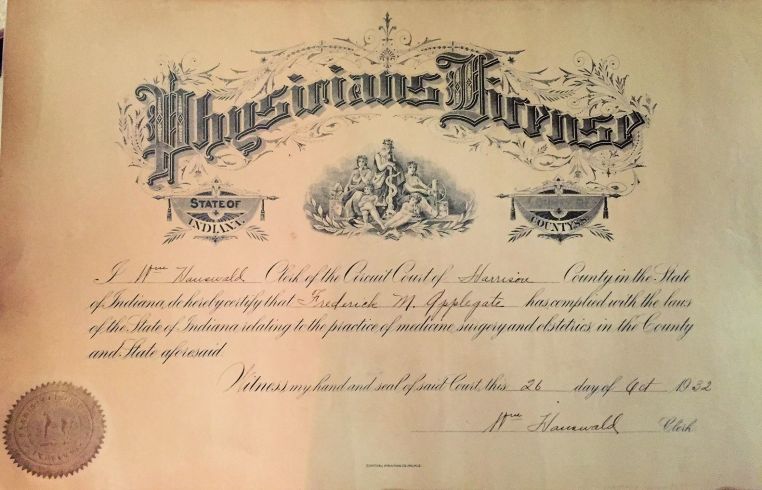 Physicians License
STATE OF
INDIANA.
COUNTY SS.
I Wm Hauswald Clerk of the Circuit Court of Harrison County in the State
of Indiana, do hereby certify that Frederick M. Applegate has complied with the laws
of the State of Indiana relating to the practice of medicine, surgery and obstetrics, in the County
and State aforesaid.
Witness, my hand and seal of said Court, this 26 day of Oct 1932
Wm Hauswald Clerk